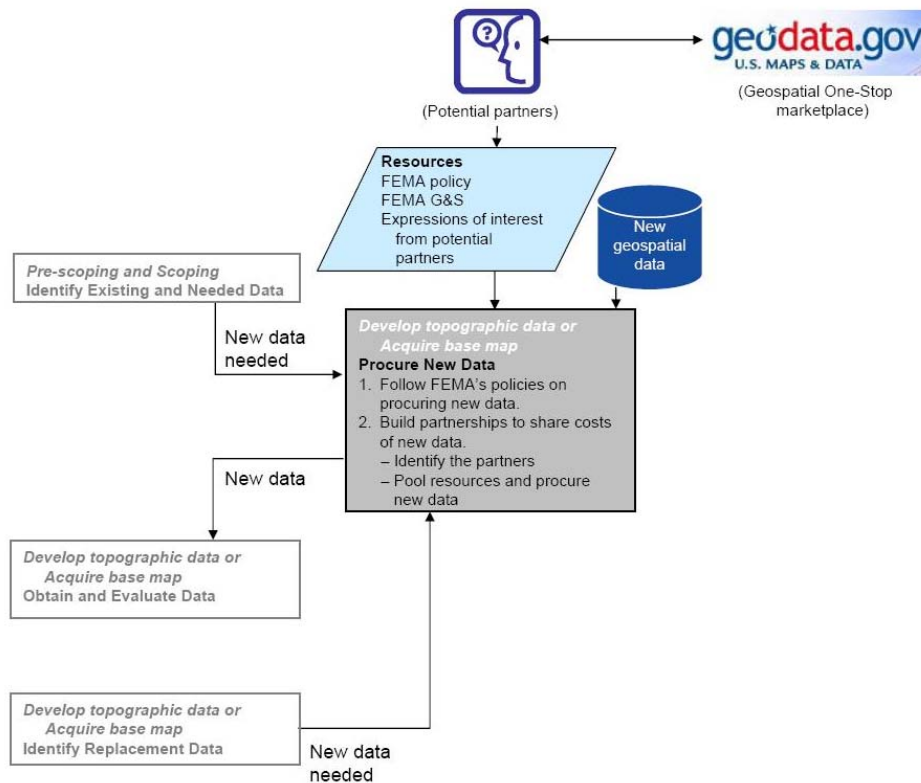 geodata.gov
U.S. MAPS & DATA
(Potential partners)
(Geospatial One-Stop
marketplace)
Resources
FEMA policy
FEMA G&S
Expressions of interest
from potential
partners
New
geospatial
data
Pre-scoping and Scoping
Identify Existing and Needed Data
New data
needed
Develop topographic data or
Acquire base map
Procure New Data
1. Follow FEMA's policies on
procuring new data.
2. Build partnerships to share costs
of new data.
– Identify the partners
– Pool resources and procure
new data
New data
Develop topographic data or
Acquire base map
Obtain and Evaluate Data
Develop topographic data or
Acquire base map
Identify Replacement Data
New data
needed